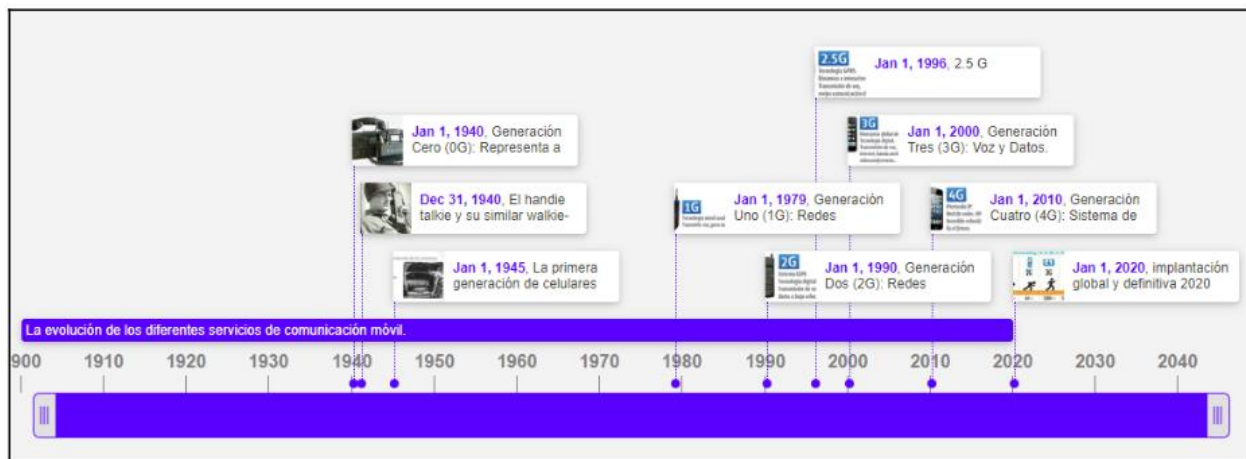 2.5G
Jan 1, 1996, 2.5 G
3G
Jan 1, 1940, Generación
Cero (0G): Representa a
Jan 1, 2000, Generación
Tres (3G): Voz y Datos.
Dec 31, 1940, El handie
talkie y su similar walkie-
1G
Jan 1, 1979, Generación
Uno (1G): Redes
4G
Jan 1, 2010, Generación
Cuatro (4G): Sistema de
Jan 1, 1945, La primera
generación de celulares
2G
Jan 1, 1990, Generación
Dos (2G): Redes
Jan 1, 2020, implantación
global y definitiva 2020
La evolución de los diferentes servicios de comunicación móvil.
900 1910 1920 1930 1940 1950 1960 1970 1980 1990 2000 2010 2020 2030 2040